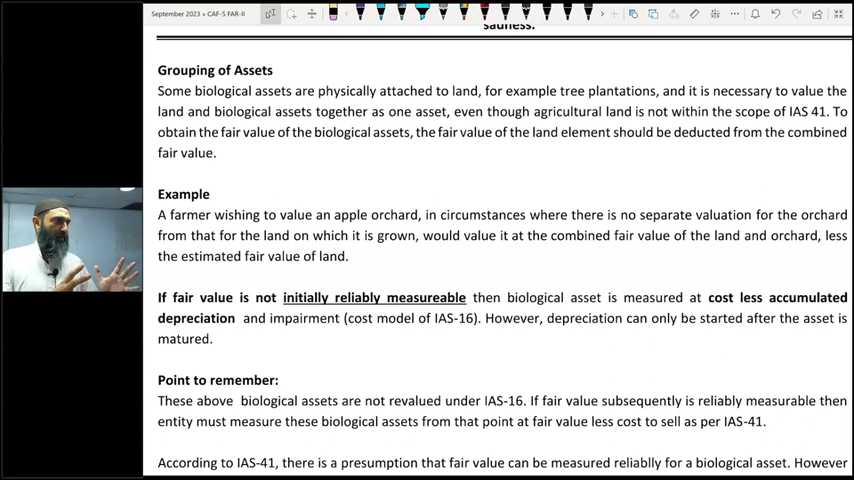 September 2023 » CAF-5 FAR-II
sadness.
Grouping of Assets
Some biological assets are physically attached to land, for example tree plantations, and it is necessary to value the
land and biological assets together as one asset, even though agricultural land is not within the scope of IAS 41. To
obtain the fair value of the biological assets, the fair value of the land element should be deducted from the combined
fair value.
Example
A farmer wishing to value an apple orchard, in circumstances where there is no separate valuation for the orchard
from that for the land on which it is grown, would value it at the combined fair value of the land and orchard, less
the estimated fair value of land.
If fair value is not initially reliably measureable then biological asset is measured at cost less accumulated
depreciation and impairment (cost model of IAS-16). However, depreciation can only be started after the asset is
matured.
Point to remember:
These above biological assets are not revalued under IAS-16. If fair value subsequently is reliably measurable then
entity must measure these biological assets from that point at fair value less cost to sell as per IAS-41.
According to IAS-41, there is a presumption that fair value can be measured reliablly for a biological asset. However